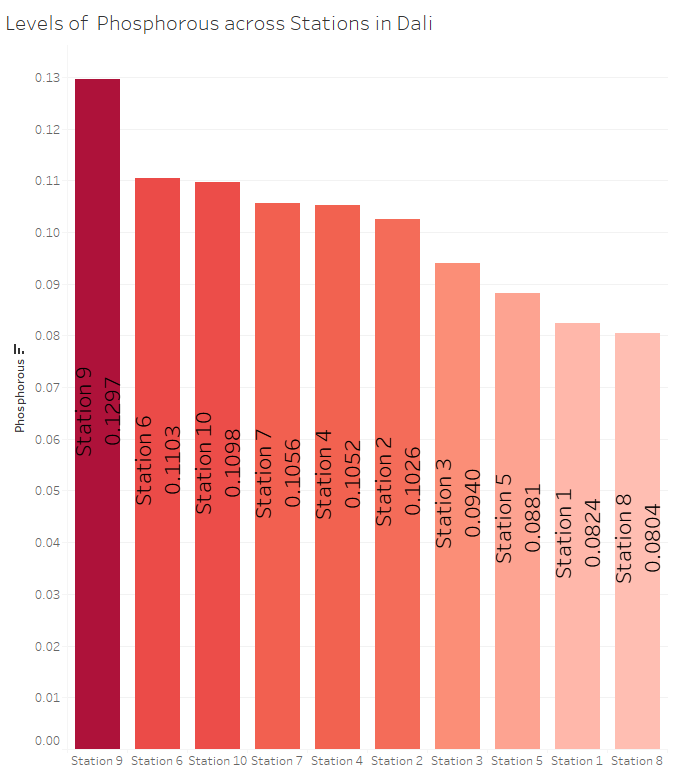 Levels of  Phosphorous across Stations in Dali
Phosphorous
0.13
0.12
0.11
0.10
0.09
0.08
0.07
0.06
0.05
0.04
0.03
0.02
0.01
0.00
Station 9
0.1297
Station 6
0.1103
Station 10
0.1098
Station 7
0.1056
Station 4
0.1052
Station 2
0.1026
Station 3
0.0940
Station 5
0.0881
Station 1
0.0824
Station 8
0.0804
Station 9 Station 6 Station 10 Station 7 Station 4 Station 2 Station 3 Station 5 Station 1 Station 8